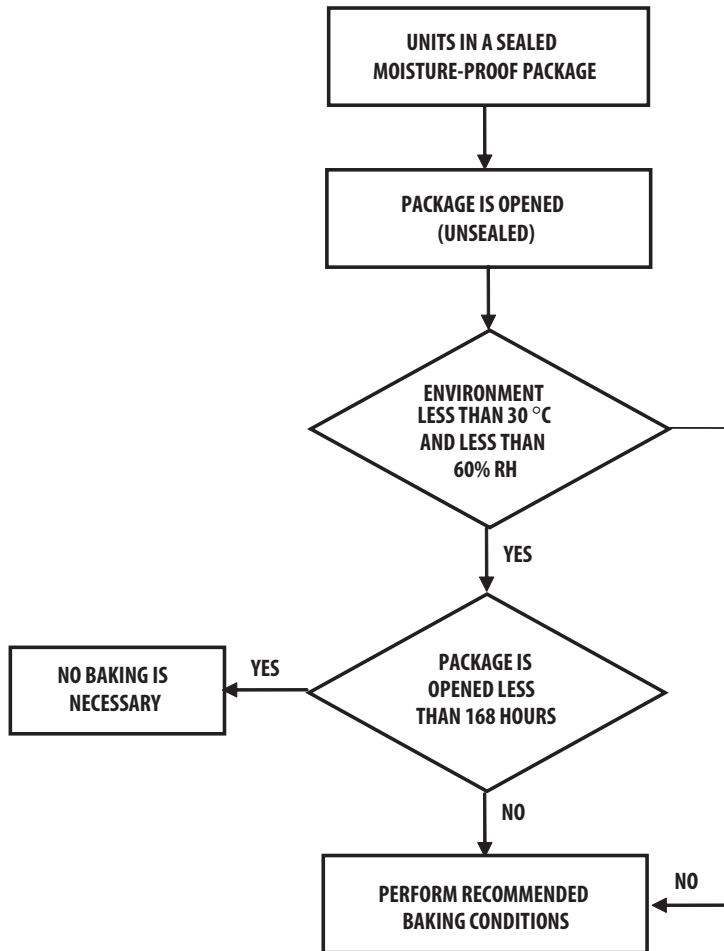 UNITS IN A SEALED
MOISTURE-PROOF PACKAGE
PACKAGE IS OPENED
(UNSEALED)
ENVIRONMENT
LESS THAN 30 °C
AND LESS THAN
60% RH
YES
PACKAGE IS
OPENED LESS
THAN 168 HOURS
YES
NO BAKING IS
NECESSARY
NO
PERFORM RECOMMENDED
BAKING CONDITIONS
NO